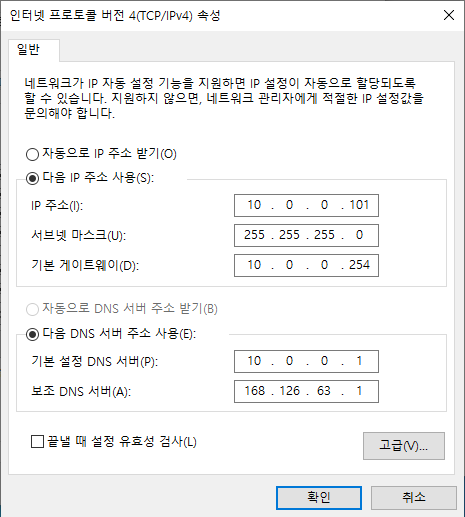 인터넷 프로토콜 버전 4(TCP/IPv4) 속성
일반
네트워크가 IP 자동 설정 기능을 지원하면 IP 설정이 자동으로 할당되도록
할 수 있습니다. 지원하지 않으면, 네트워크 관리자에게 적절한 IP 설정값을
문의해야 합니다.
자동으로 IP 주소 받기(O)
다음 IP 주소 사용(S):
IP 주소(I): 10 . 0 . 0 . 101
서브넷 마스크(U): 255 . 255 . 255 . 0
기본 게이트웨이(D): 10 . 0 . 0 . 254
자동으로 DNS 서버 주소 받기(B)
다음 DNS 서버 주소 사용(E):
기본 설정 DNS 서버(P): 10 . 0 . 0 . 1
보조 DNS 서버(A): 168 . 126 . 63 . 1
끝낼 때 설정 유효성 검사(L)
고급(V)...
확인 취소